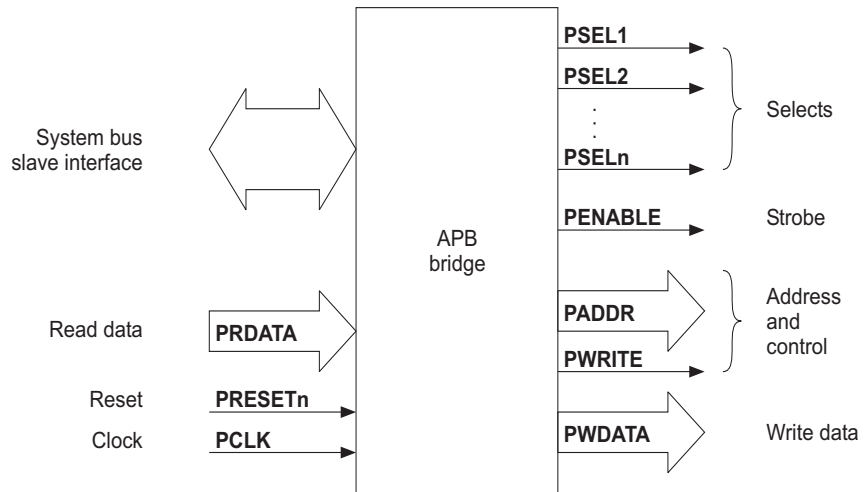 PSEL1
PSEL2
Selects
System bus
slave interface
PSELn
PENABLE
Strobe
APB
bridge
Read data
PRDATA
PADDR
Address
and
control
PWRITE
Reset
PRESETn
Clock
PCLK
PWDATA
Write data